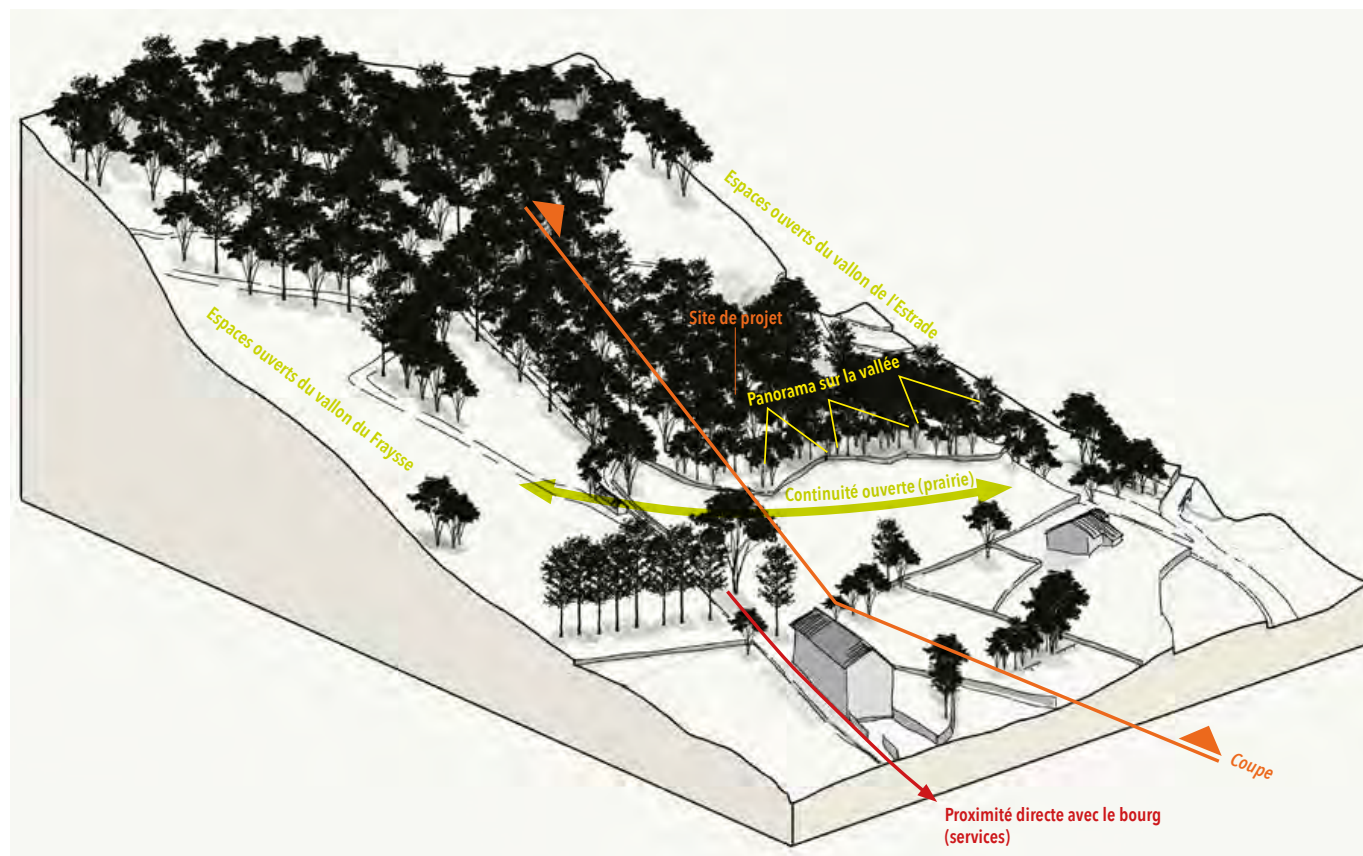 Espaces ouverts du vallon de l'Estrade
Espaces ouverts du vallon du Fraysse
Site de projet
Panorama sur la vallée
Continuité ouverte (prairie)
Coupe
Proximité directe avec le bourg
(services)